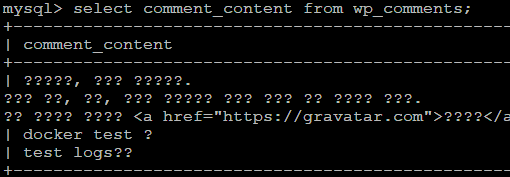 mysql> select comment_content from wp_comments;
+--------------------------------------------------
| comment_content
+--------------------------------------------------
| ?????, ??? ?????.
??? ??, ??, ??? ????? ??? ??? ?? ???? ???.
?? ???? ???? <a href="https://gravatar.com">????</a
| docker test ?
| test logs??
+--------------------------------------------------